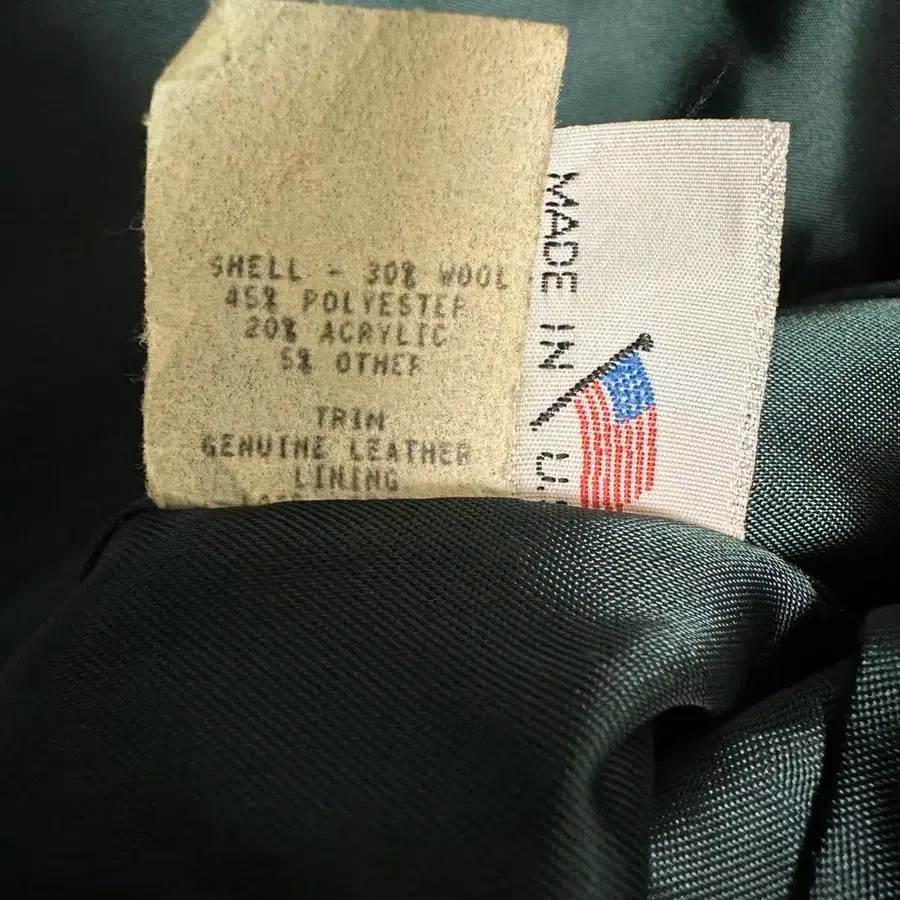 SHELL - 30% WOOL
45% POLYESTER
20% ACRYLIC
5% OTHER
TRIM
GENUINE LEATHER
LINING
MADE IN U.